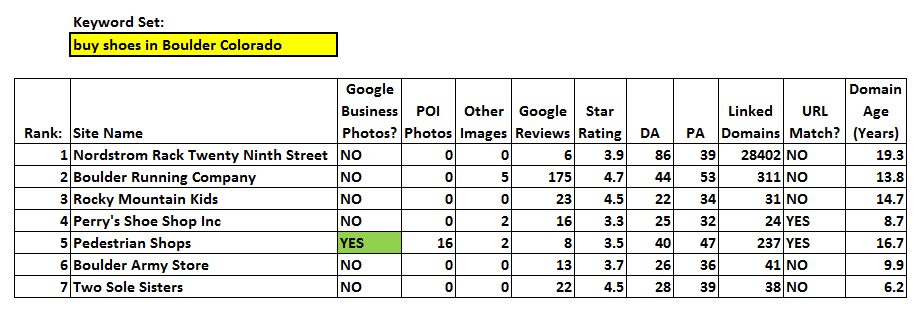 Keyword Set:
buy shoes in Boulder Colorado
Rank: Site Name Google Business Photos? POI Photos Other Images Google Reviews Star Rating DA PA Linked Domains URL Match? Domain Age (Years)
1 Nordstrom Rack Twenty Ninth Street NO 0 0 6 3.9 86 39 28402 NO 19.3
2 Boulder Running Company NO 0 5 175 4.7 44 53 311 NO 13.8
3 Rocky Mountain Kids NO 0 0 23 4.5 22 34 31 NO 14.7
4 Perry's Shoe Shop Inc NO 0 2 16 3.3 25 32 24 YES 8.7
5 Pedestrian Shops YES 16 2 8 3.5 40 47 237 YES 16.7
6 Boulder Army Store NO 0 0 13 3.7 26 36 41 NO 9.9
7 Two Sole Sisters NO 0 0 22 4.5 28 39 38 NO 6.2